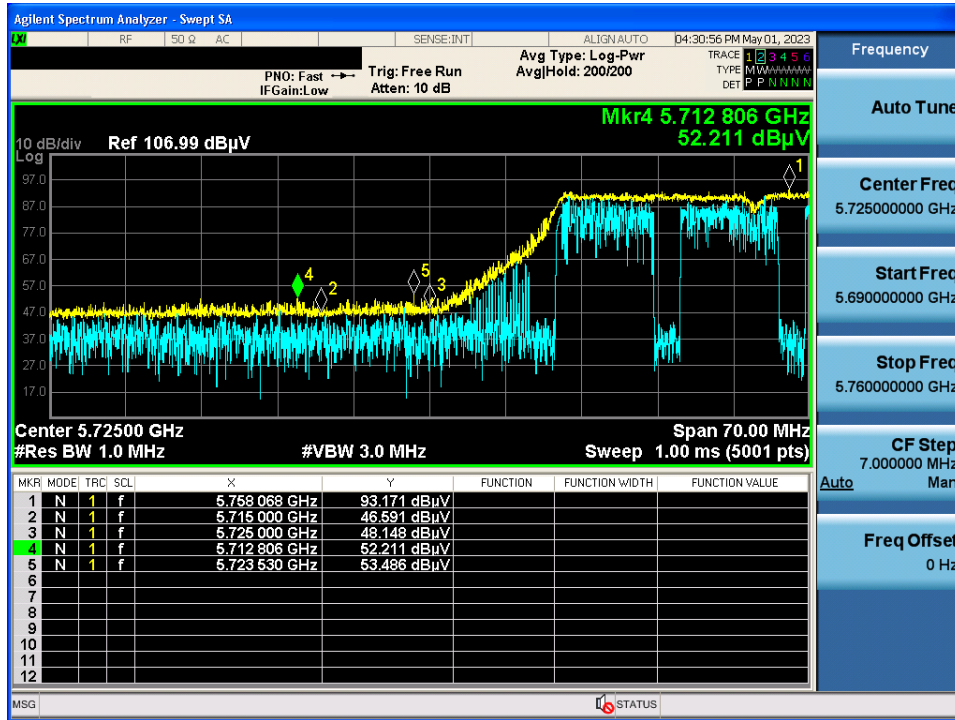 Agilent Spectrum Analyzer - Swept SA
LXI RF 50 Ω AC SENSE:INT ALIGN AUTO 04:30:56 PM May 01, 2023
PNO: Fast Trig: Free Run Avg Type: Log-Pwr TRACE 1 2 3 4 5 6
IFGain:Low Atten: 10 dB Avg|Hold: 200/200 TYPE M W W W W W
DET P P N N N N
Mkr4 5.712 806 GHz
52.211 dBµV
10 dB/div Ref 106.99 dBµV
Log
97.0
87.0
77.0
67.0
57.0
47.0
37.0
27.0
17.0
1
4
2
5
3
Center 5.72500 GHz Span 70.00 MHz
#Res BW 1.0 MHz #VBW 3.0 MHz Sweep 1.00 ms (5001 pts)
MKR MODE TRC SCL X Y FUNCTION FUNCTION WIDTH FUNCTION VALUE
1 N 1 f 5.758 068 GHz 93.171 dBµV
2 N 1 f 5.715 000 GHz 46.591 dBµV
3 N 1 f 5.725 000 GHz 48.148 dBµV
4 N 1 f 5.712 806 GHz 52.211 dBµV
5 N 1 f 5.723 530 GHz 53.486 dBµV
6
7
8
9
10
11
12
MSG STATUS
Frequency
Auto Tune
Center Freq
5.725000000 GHz
Start Freq
5.690000000 GHz
Stop Freq
5.760000000 GHz
CF Step
7.000000 MHz
Auto Man
Freq Offset
0 Hz